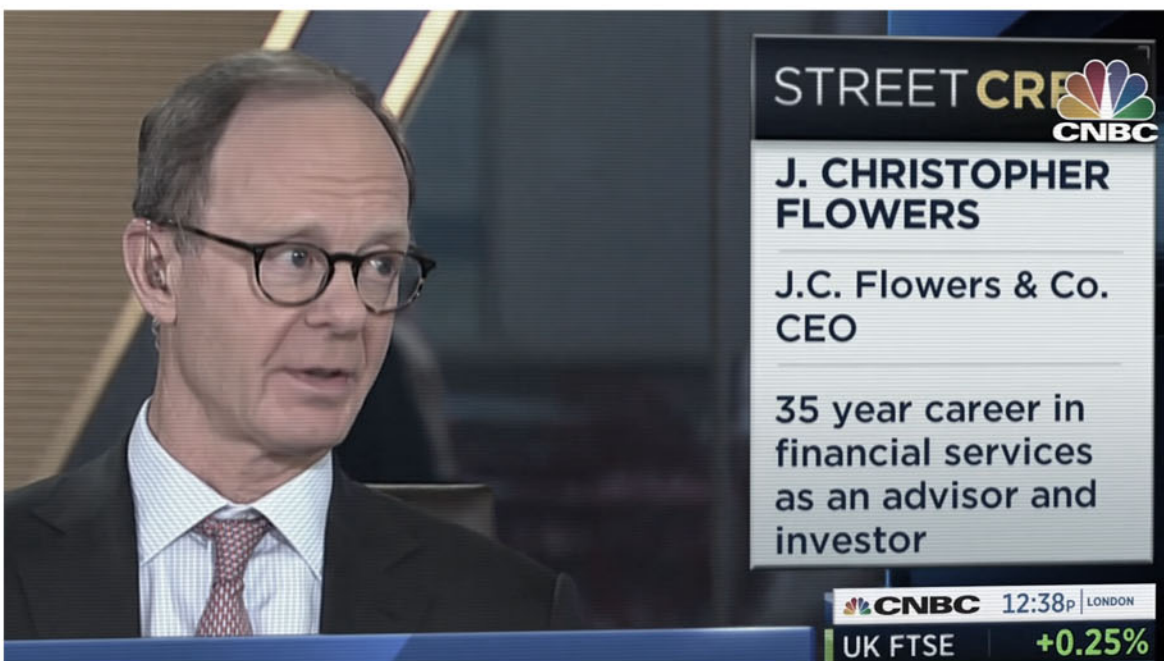 STREET CRE
CNBC
J. CHRISTOPHER
FLOWERS
J.C. Flowers & Co.
CEO
35 year career in
financial services
as an advisor and
investor
CNBC 12:38P LONDON
UK FTSE +0.25%